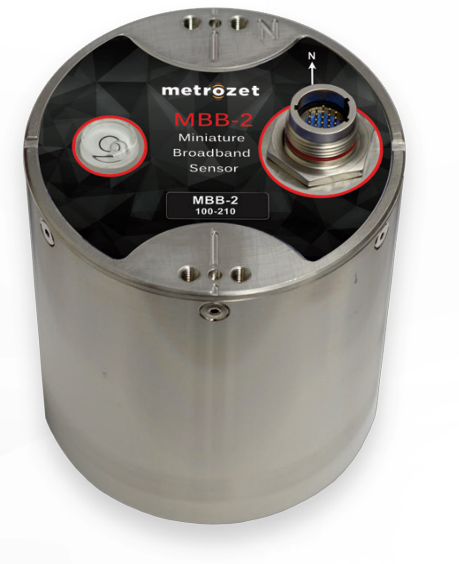 N
N
metrozet
MBB-2
Miniature
Broadband
Sensor
MBB-2
100-210